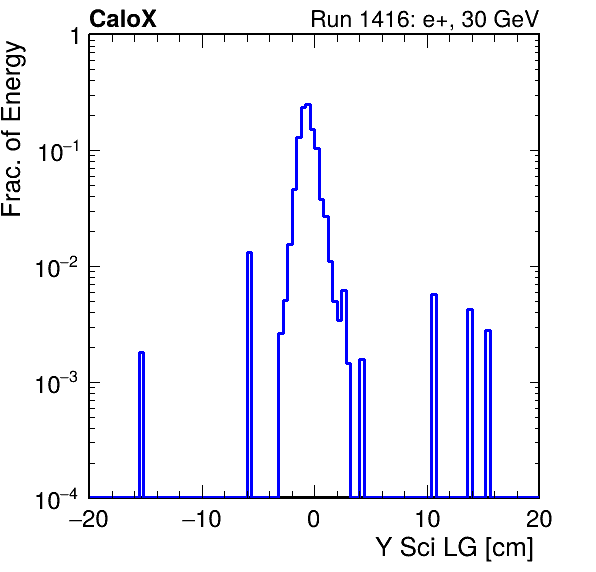 CaloX Run 1416: e+, 30 GeV
Frac. of Energy
1
10⁻¹
10⁻²
10⁻³
10⁻⁴
−20 −10 0 10 20
Y Sci LG [cm]